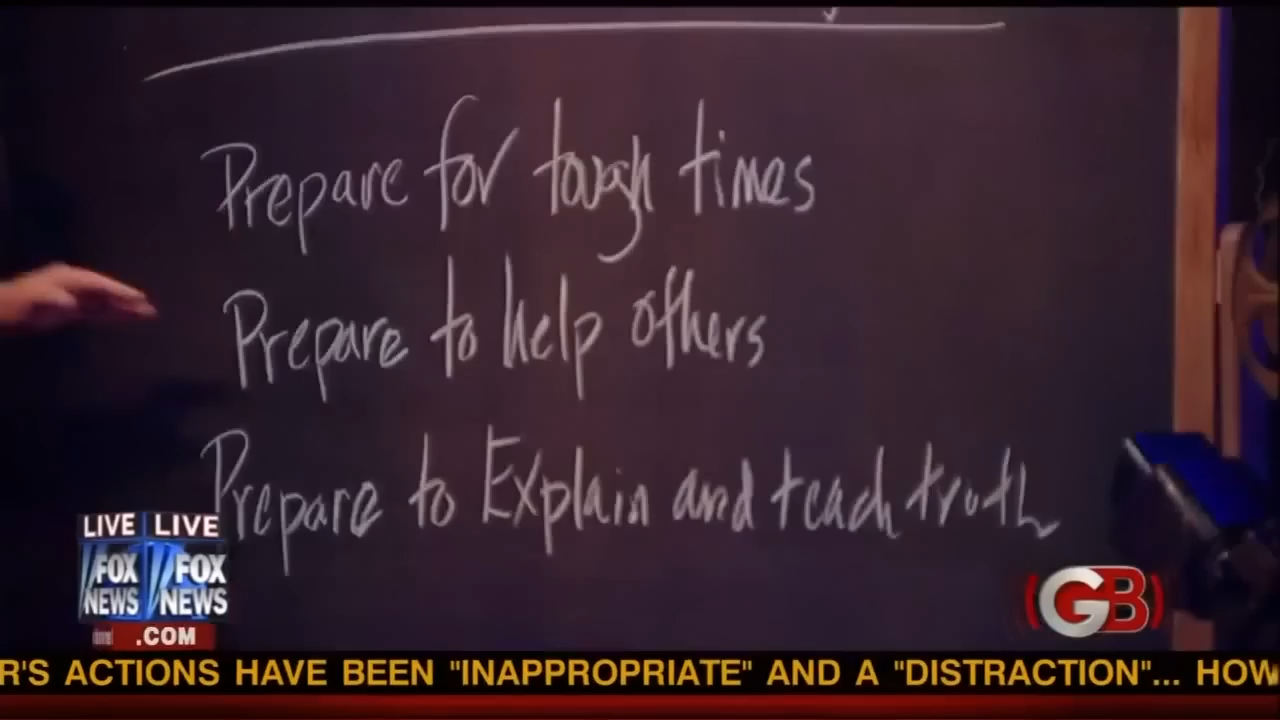 Prepare for tough times
Prepare to help others
Prepare to Explain and teach truth
LIVE LIVE
FOX FOX
NEWS NEWS
.COM
GB
R'S ACTIONS HAVE BEEN "INAPPROPRIATE" AND A "DISTRACTION"... HOW